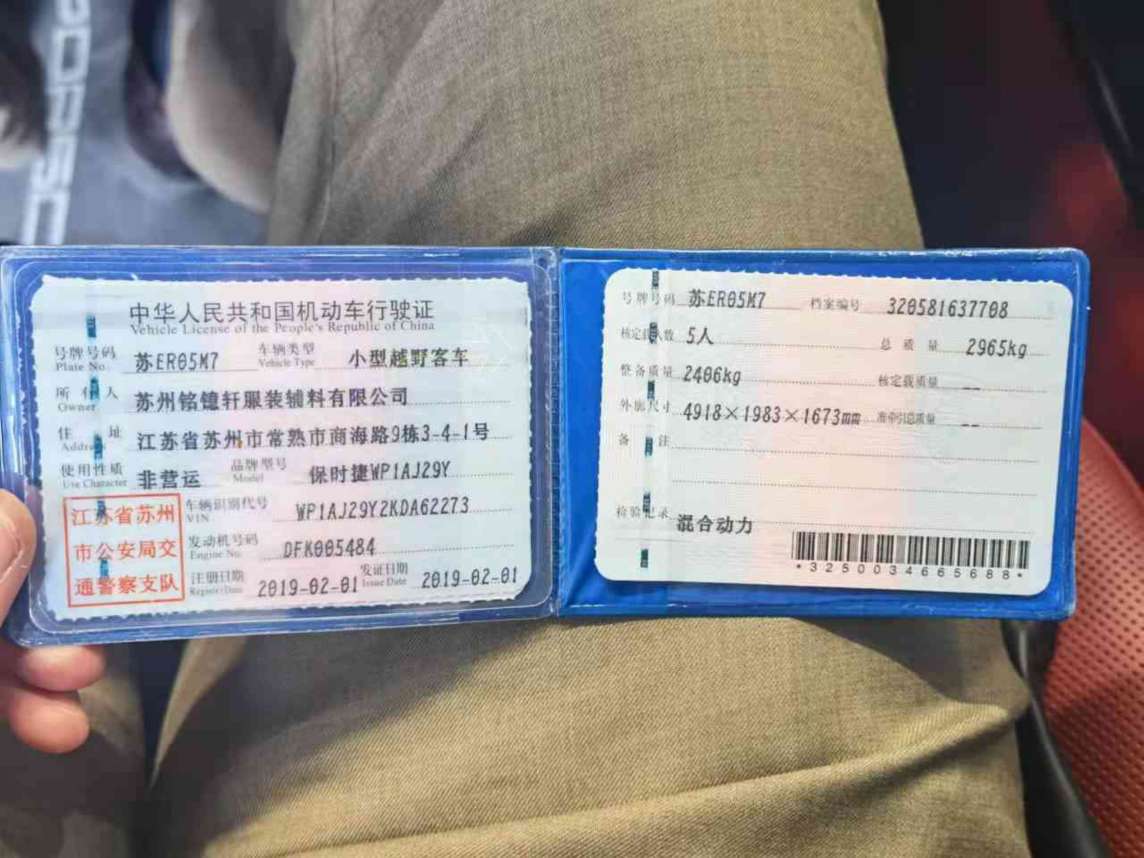 中华人民共和国机动车行驶证
Vehicle License of the People's Republic of China
号牌号码 苏ER05M7 车辆类型 小型越野客车
Plate No. Vehicle Type
所有人 苏州铭镱轩服装辅料有限公司
Owner
住址 江苏省苏州市常熟市商海路9栋3-4-1号
Address
使用性质 非营运 品牌型号 保时捷WP1AJ29Y
Use Character Model
江苏省苏州
市公安局交
通警察支队
车辆识别代号 WP1AJ29Y2KDA62273
VIN
发动机号码 DFK005484
Engine No.
注册日期 2019-02-01 发证日期 2019-02-01
Register Date Issue Date
号牌号码 苏ER05M7 档案编号 320581637708
核定载人数 5人 总质量 2965kg
整备质量 2406kg 核定载质量 --
外廓尺寸 4918×1983×1673mm 准牵引总质量 --
备注
检验记录 混合动力
*3250034665688*